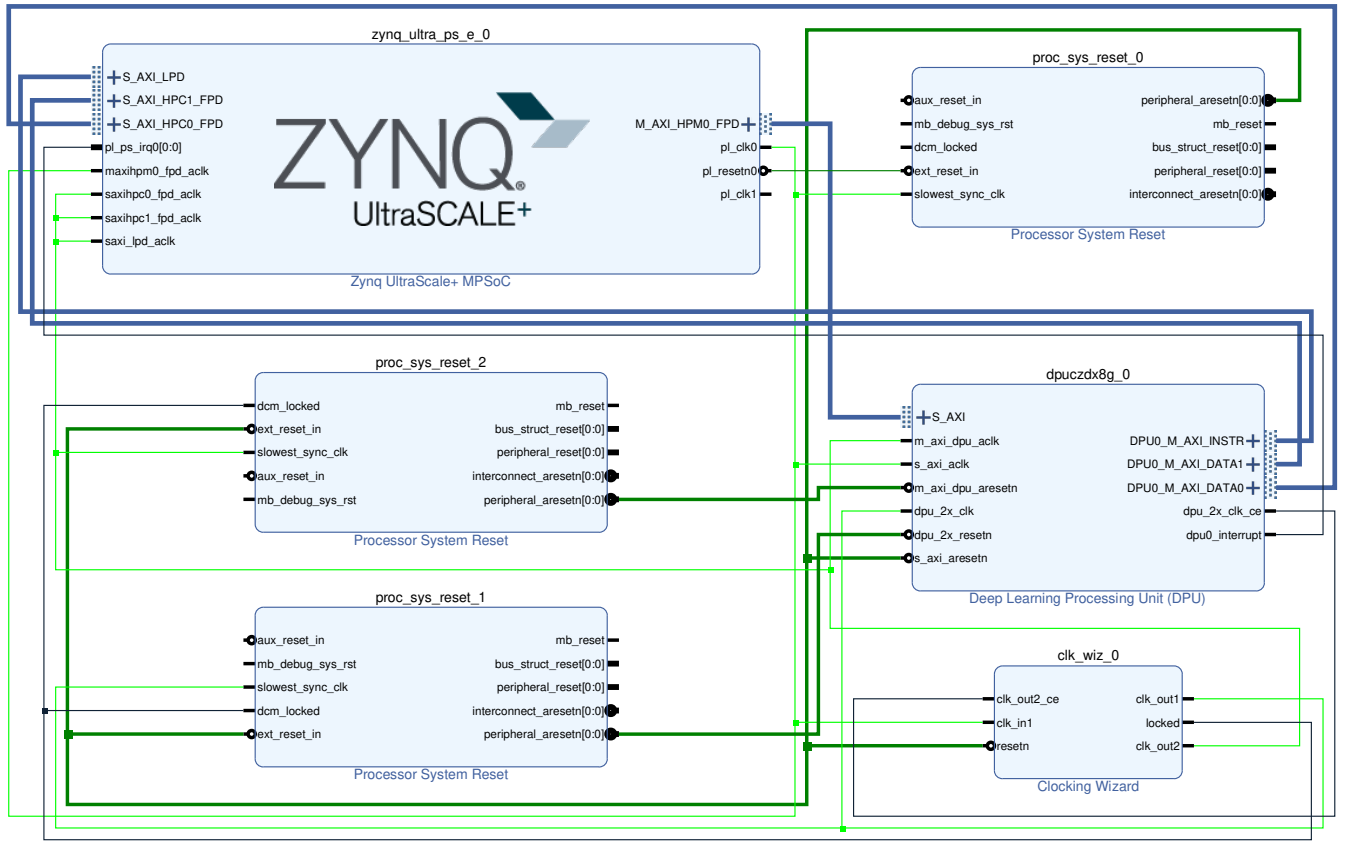 zynq_ultra_ps_e_0
S_AXI_LPD
S_AXI_HPC1_FPD
S_AXI_HPC0_FPD
pl_ps_irq0[0:0]
maxihpm0_fpd_aclk
saxihpc0_fpd_aclk
saxihpc1_fpd_aclk
saxi_lpd_aclk
ZYNQ®
UltraSCALE+
M_AXI_HPM0_FPD
pl_clk0
pl_resetn0
pl_clk1
Zynq UltraScale+ MPSoC
proc_sys_reset_0
aux_reset_in
mb_debug_sys_rst
dcm_locked
ext_reset_in
slowest_sync_clk
peripheral_aresetn[0:0]
mb_reset
bus_struct_reset[0:0]
peripheral_reset[0:0]
interconnect_aresetn[0:0]
Processor System Reset
proc_sys_reset_2
dcm_locked
ext_reset_in
slowest_sync_clk
aux_reset_in
mb_debug_sys_rst
mb_reset
bus_struct_reset[0:0]
peripheral_reset[0:0]
interconnect_aresetn[0:0]
peripheral_aresetn[0:0]
Processor System Reset
dpuczdx8g_0
S_AXI
m_axi_dpu_aclk
s_axi_aclk
m_axi_dpu_aresetn
dpu_2x_clk
dpu_2x_resetn
s_axi_aresetn
DPU0_M_AXI_INSTR
DPU0_M_AXI_DATA1
DPU0_M_AXI_DATA0
dpu_2x_clk_ce
dpu0_interrupt
Deep Learning Processing Unit (DPU)
proc_sys_reset_1
aux_reset_in
mb_debug_sys_rst
slowest_sync_clk
dcm_locked
ext_reset_in
mb_reset
bus_struct_reset[0:0]
peripheral_reset[0:0]
interconnect_aresetn[0:0]
peripheral_aresetn[0:0]
Processor System Reset
clk_wiz_0
clk_out2_ce
clk_in1
resetn
clk_out1
locked
clk_out2
Clocking Wizard